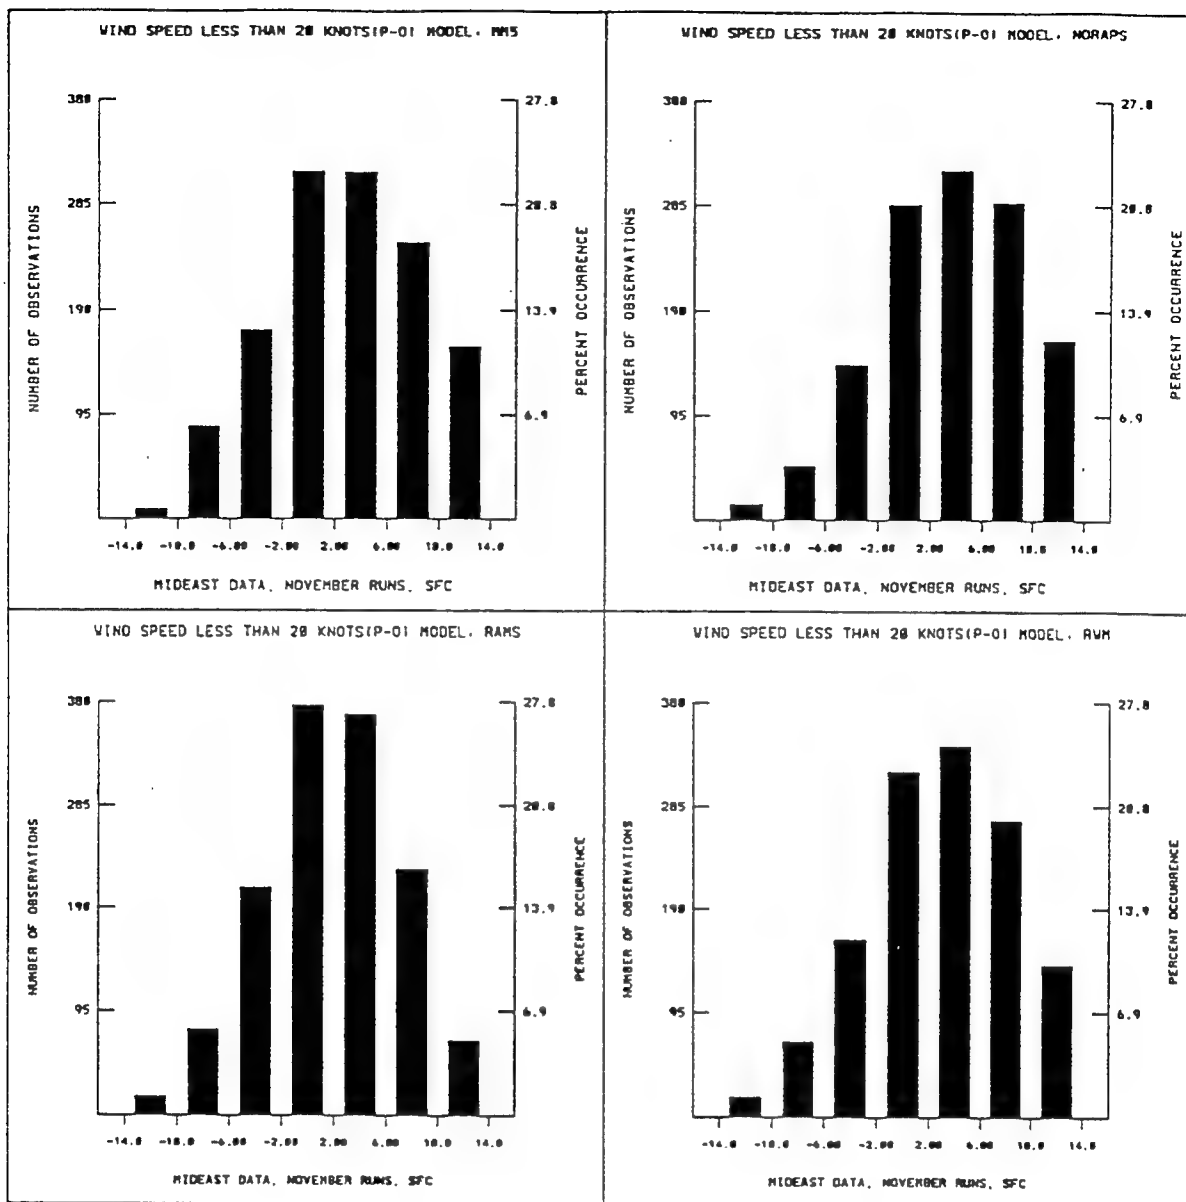 WIND SPEED LESS THAN 20 KNOTS(P-O) MODEL, MM5
380
285
190
95
27.8
20.8
13.9
6.9
NUMBER OF OBSERVATIONS
PERCENT OCCURRENCE
-14.0 -10.0 -6.00 -2.00 2.00 6.00 10.0 14.0
MIDEAST DATA, NOVEMBER RUNS, SFC
WIND SPEED LESS THAN 20 KNOTS(P-O) MODEL, NORAPS
380
285
190
95
27.8
20.8
13.9
6.9
NUMBER OF OBSERVATIONS
PERCENT OCCURRENCE
-14.0 -10.0 -6.00 -2.00 2.00 6.00 10.0 14.0
MIDEAST DATA, NOVEMBER RUNS, SFC
WIND SPEED LESS THAN 20 KNOTS(P-O) MODEL, RAMS
380
285
190
95
27.8
20.8
13.9
6.9
NUMBER OF OBSERVATIONS
PERCENT OCCURRENCE
-14.0 -10.0 -6.00 -2.00 2.00 6.00 10.0 14.0
MIDEAST DATA, NOVEMBER RUNS, SFC
WIND SPEED LESS THAN 20 KNOTS(P-O) MODEL, RWM
380
285
190
95
27.8
20.8
13.9
6.9
NUMBER OF OBSERVATIONS
PERCENT OCCURRENCE
-14.0 -10.0 -6.00 -2.00 2.00 6.00 10.0 14.0
MIDEAST DATA, NOVEMBER RUNS, SFC